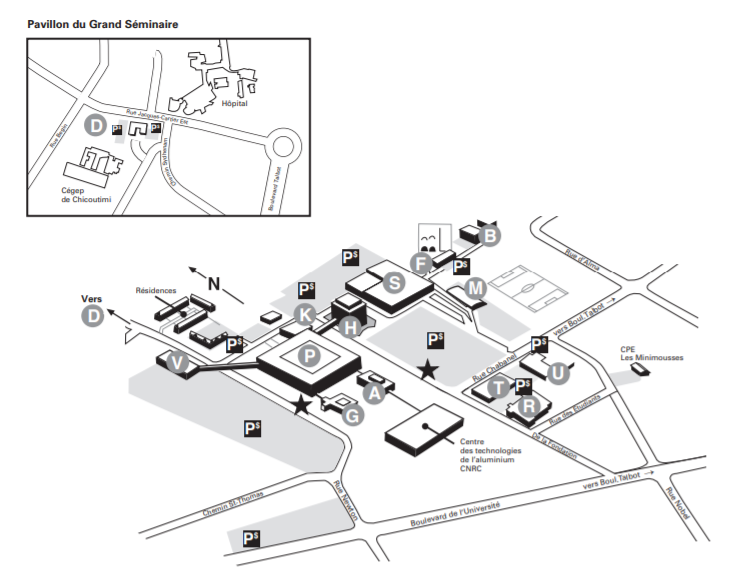 Pavillon du Grand Séminaire
Hôpital
Rue Jacques-Cartier Est
D
P$
P$
Rue Bégin
Chemin Sydenham
Boulevard Talbot
Cégep
de Chicoutimi
B
F
P$
Rue d'Alma
P$
S
M
N
Résidences
P$
K
H
Vers
D
vers Boul. Talbot →
P$
P$
P$
CPE
Les Minimousses
V
P
Rue Chabanel
U
A
T
P$
R
G
Rue des Étudiants
P$
Centre
des technologies
de l'aluminium
CNRC
De la Fondation
vers Boul. Talbot →
Chemin St-Thomas
Rue Newton
Boulevard de l'Université
Rue Nobel
P$